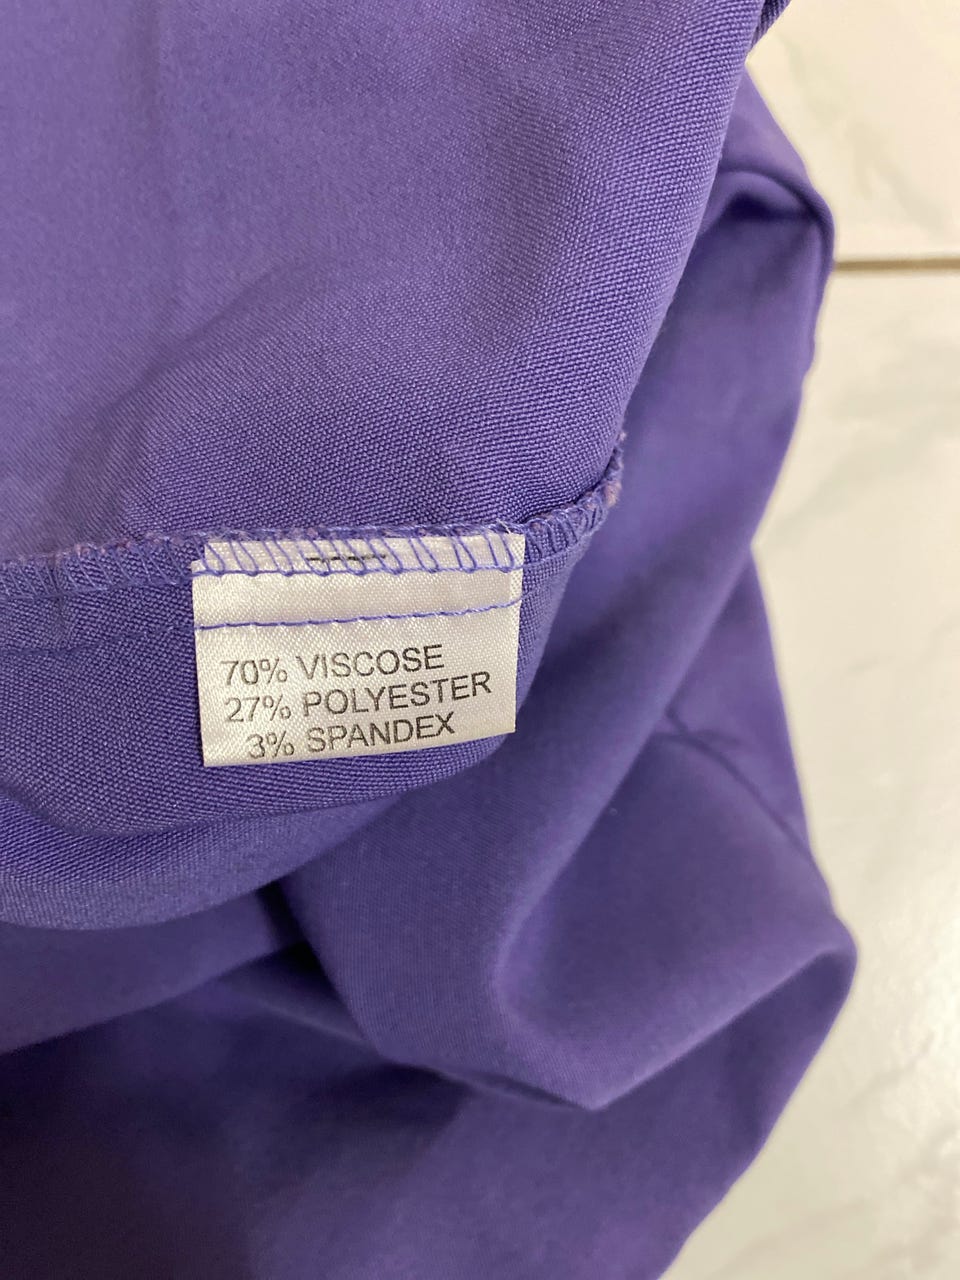 70% VISCOSE
27% POLYESTER
3% SPANDEX